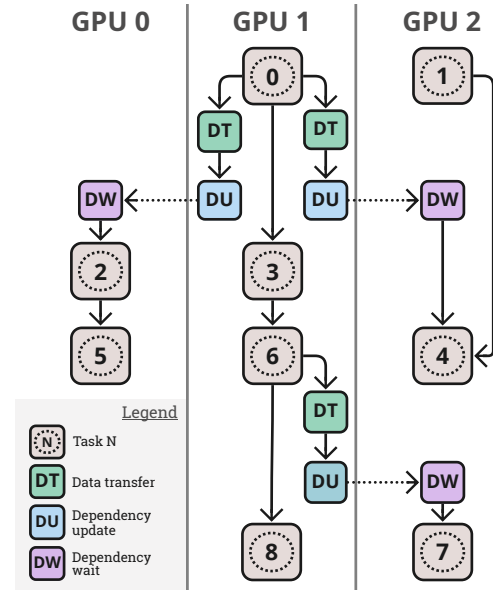 GPU 0 GPU 1 GPU 2
0 1
DT DT
DW DU DU DW
2 3
5 6 4
DT
DU DW
8 7
Legend
N Task N
DT Data transfer
DU Dependency
update
DW Dependency
wait